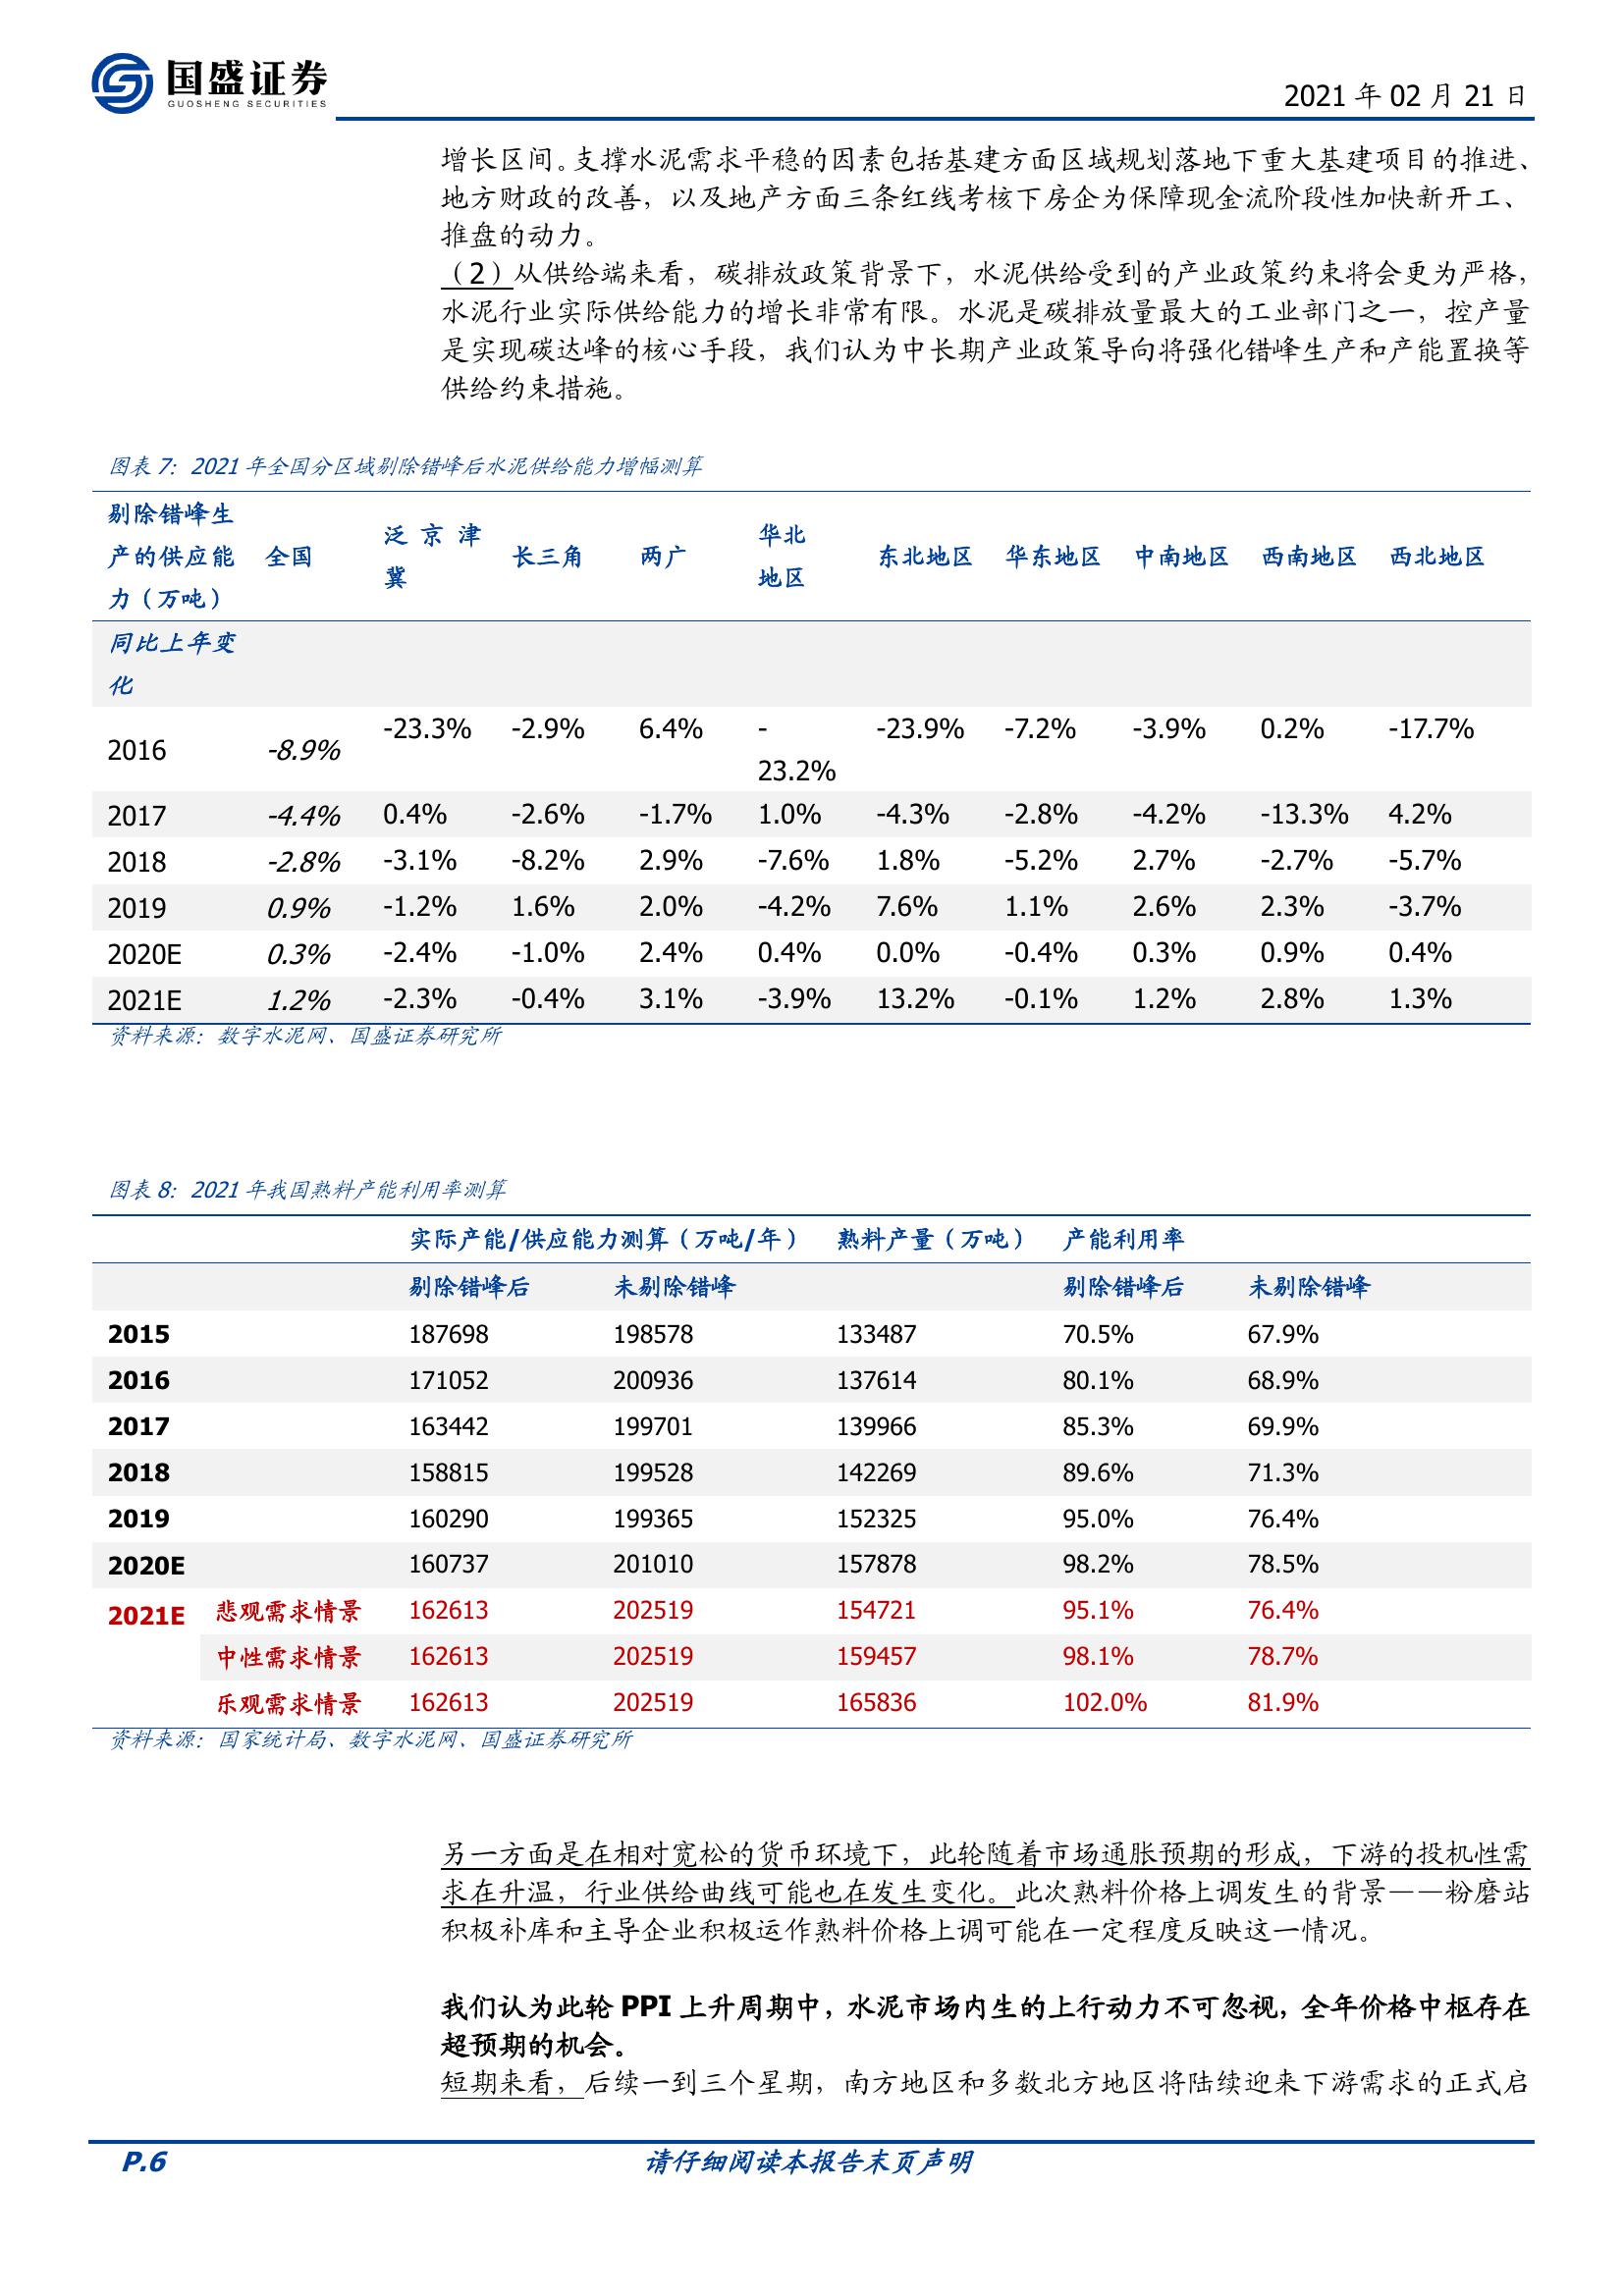 国盛证券
GUOSHENG SECURITIES
2021 年 02 月 21 日
增长区间。支撑水泥需求平稳的因素包括基建方面区域规划落地下重大基建项目的推进、
地方财政的改善，以及地产方面三条红线考核下房企为保障现金流阶段性加快新开工、
推盘的动力。
（2）从供给端来看，碳排放政策背景下，水泥供给受到的产业政策约束将会更为严格，
水泥行业实际供给能力的增长非常有限。水泥是碳排放量最大的工业部门之一，控产量
是实现碳达峰的核心手段，我们认为中长期产业政策导向将强化错峰生产和产能置换等
供给约束措施。
图表 7：2021 年全国分区域剔除错峰后水泥供给能力增幅测算
剔除错峰生
产的供应能
力（万吨） 全国 泛京津
冀 长三角 两广 华北
地区 东北地区 华东地区 中南地区 西南地区 西北地区
同比上年变
化
2016 -8.9% -23.3% -2.9% 6.4% -
23.2% -23.9% -7.2% -3.9% 0.2% -17.7%
2017 -4.4% 0.4% -2.6% -1.7% 1.0% -4.3% -2.8% -4.2% -13.3% 4.2%
2018 -2.8% -3.1% -8.2% 2.9% -7.6% 1.8% -5.2% 2.7% -2.7% -5.7%
2019 0.9% -1.2% 1.6% 2.0% -4.2% 7.6% 1.1% 2.6% 2.3% -3.7%
2020E 0.3% -2.4% -1.0% 2.4% 0.4% 0.0% -0.4% 0.3% 0.9% 0.4%
2021E 1.2% -2.3% -0.4% 3.1% -3.9% 13.2% -0.1% 1.2% 2.8% 1.3%
资料来源：数字水泥网、国盛证券研究所
图表 8：2021 年我国熟料产能利用率测算
实际产能/供应能力测算（万吨/年） 熟料产量（万吨） 产能利用率
剔除错峰后 未剔除错峰 剔除错峰后 未剔除错峰
2015 187698 198578 133487 70.5% 67.9%
2016 171052 200936 137614 80.1% 68.9%
2017 163442 199701 139966 85.3% 69.9%
2018 158815 199528 142269 89.6% 71.3%
2019 160290 199365 152325 95.0% 76.4%
2020E 160737 201010 157878 98.2% 78.5%
2021E 悲观需求情景 162613 202519 154721 95.1% 76.4%
中性需求情景 162613 202519 159457 98.1% 78.7%
乐观需求情景 162613 202519 165836 102.0% 81.9%
资料来源：国家统计局、数字水泥网、国盛证券研究所
另一方面是在相对宽松的货币环境下，此轮随着市场通胀预期的形成，下游的投机性需
求在升温，行业供给曲线可能也在发生变化。此次熟料价格上调发生的背景——粉磨站
积极补库和主导企业积极运作熟料价格上调可能在一定程度反映这一情况。
我们认为此轮 PPI 上升周期中，水泥市场内生的上行动力不可忽视，全年价格中枢存在
超预期的机会。
短期来看，后续一到三个星期，南方地区和多数北方地区将陆续迎来下游需求的正式启
P.6 请仔细阅读本报告末页声明